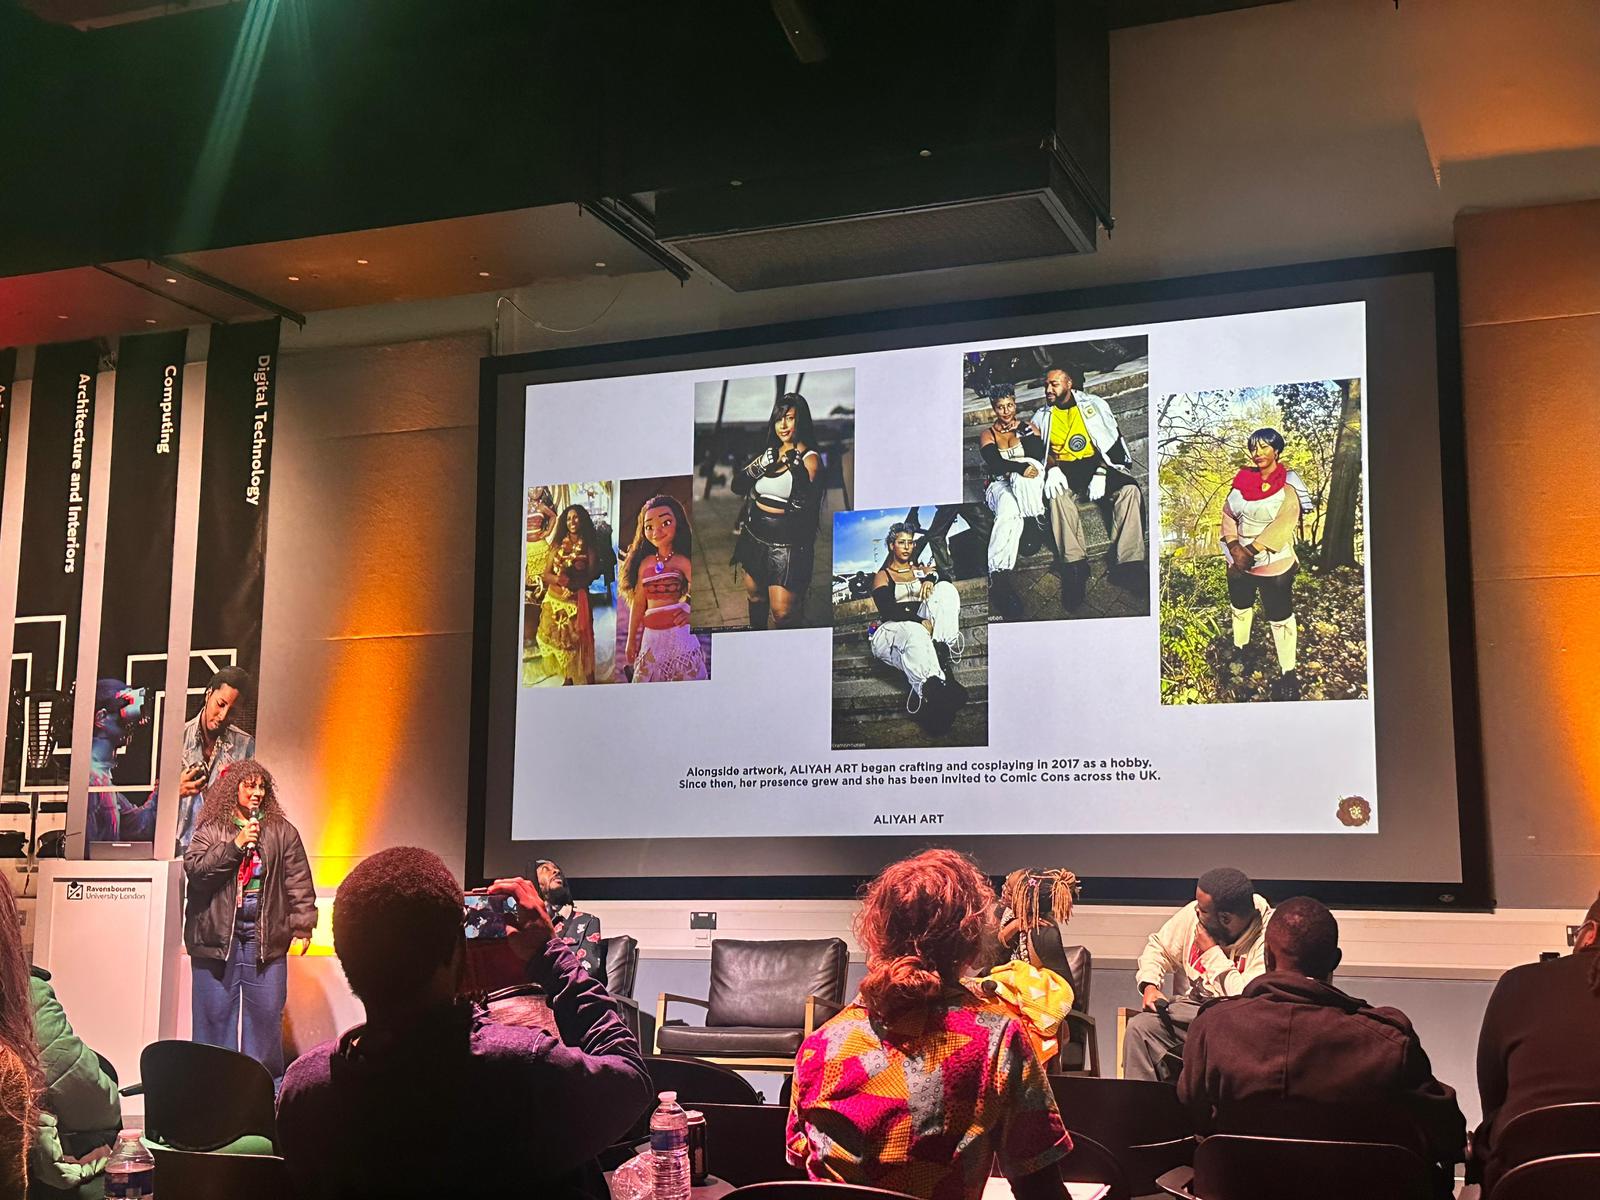 Digital Technology
Computing
Architecture and Interiors
Alongside artwork, ALIYAH ART began crafting and cosplaying in 2017 as a hobby.
Since then, her presence grew and she has been invited to Comic Cons across the UK.
ALIYAH ART
Ravensbourne
University London